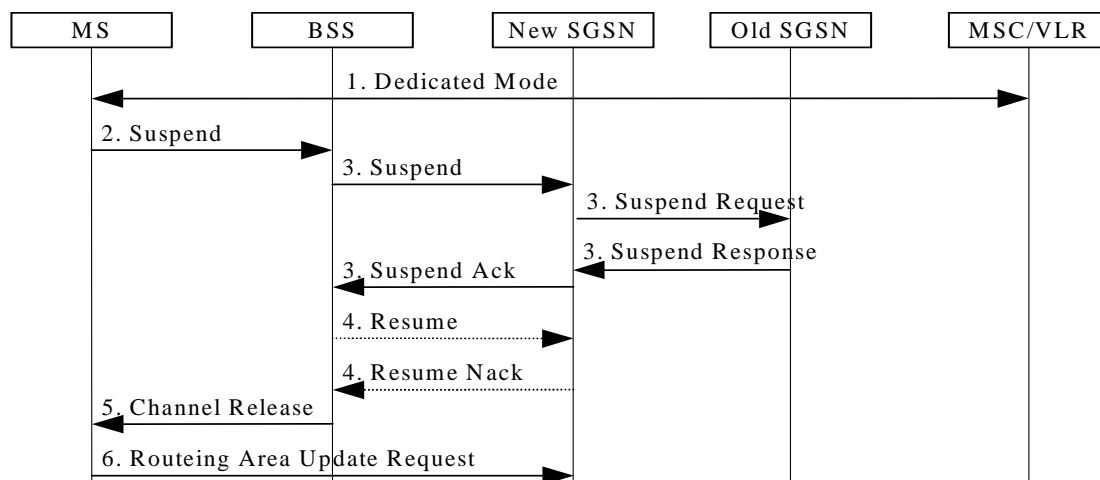 MS
BSS
New SGSN
Old SGSN
MSC/VLR
1. Dedicated Mode
2. Suspend
3. Suspend
3. Suspend Request
3. Suspend Response
3. Suspend Ack
4. Resume
4. Resume Nack
5. Channel Release
6. Routeing Area Update Request